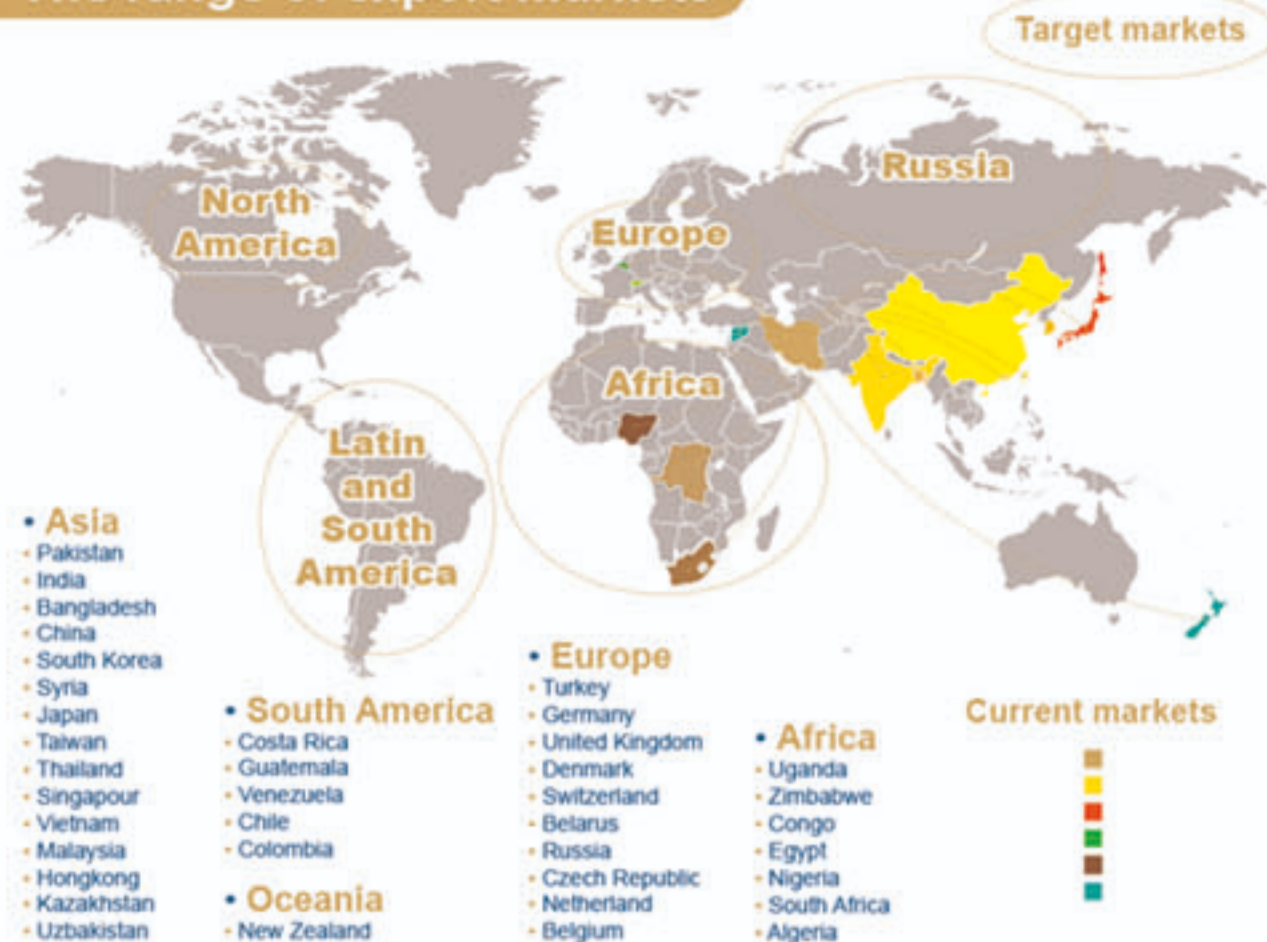 Target markets
North
America
Europe
Russia
Africa
Latin
and
South
America
• Asia
• Pakistan
• India
• Bangladesh
• China
• South Korea
• Syria
• Japan
• Taiwan
• Thailand
• Singapour
• Vietnam
• Malaysia
• Hongkong
• Kazakhstan
• Uzbakistan
• South America
• Costa Rica
• Guatemala
• Venezuela
• Chile
• Colombia
• Oceania
• New Zealand
• Europe
• Turkey
• Germany
• United Kingdom
• Denmark
• Switzerland
• Belarus
• Russia
• Czech Republic
• Netherland
• Belgium
• Africa
• Uganda
• Zimbabwe
• Congo
• Egypt
• Nigeria
• South Africa
• Algeria
Current markets